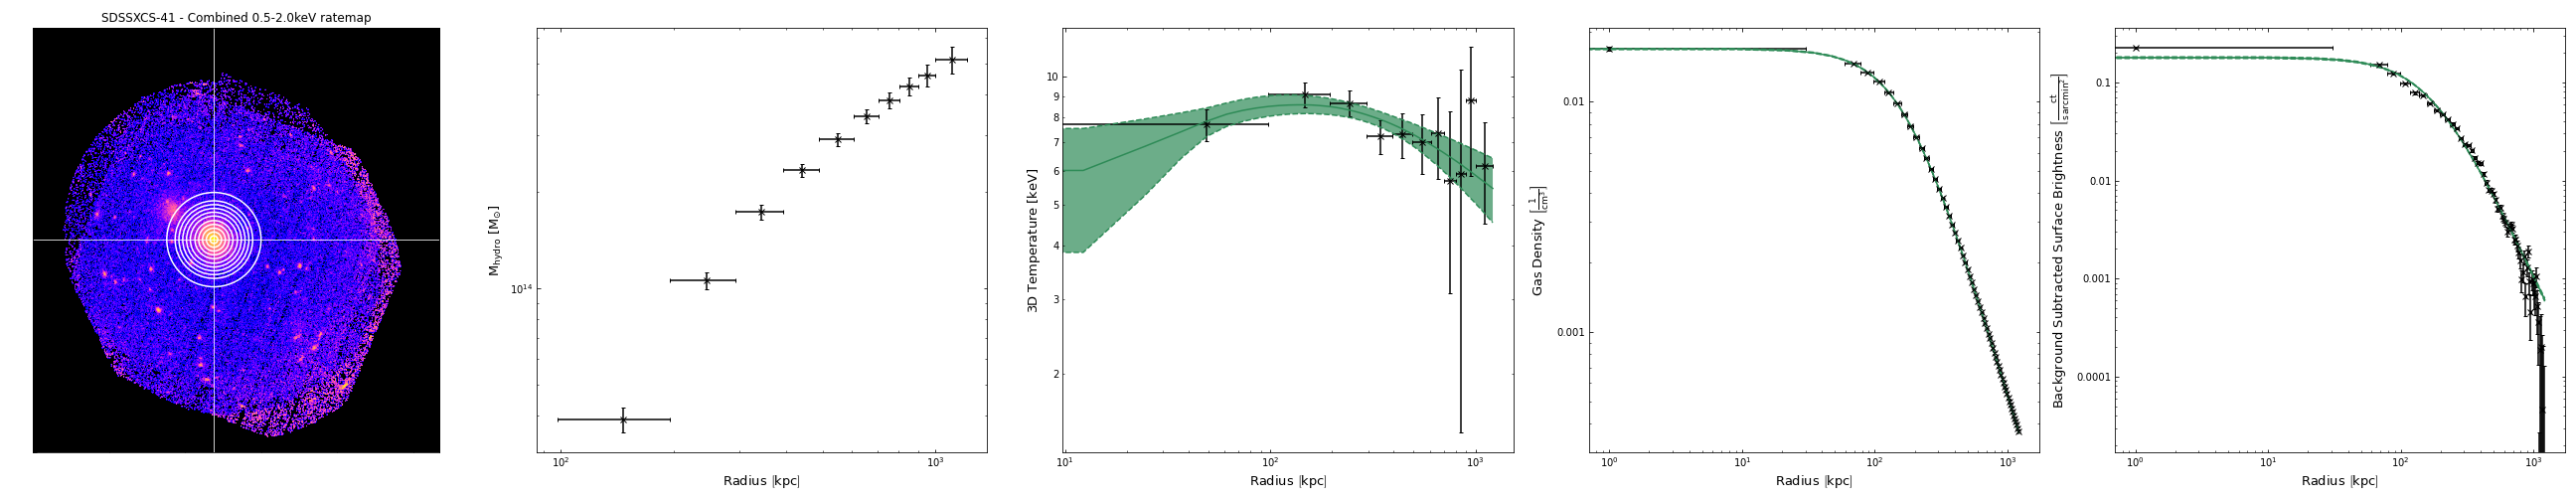 SDSSXCS-41 - Combined 0.5-2.0keV ratemap
M_hydro [M_⊙]
10^14
10^2 10^3
Radius [kpc]
3D Temperature [keV]
10
9
8
7
6
5
4
3
2
10^1 10^2 10^3
Radius [kpc]
Gas Density [1/cm^3]
0.01
0.001
10^0 10^1 10^2 10^3
Radius [kpc]
Background Subtracted Surface Brightness [ct/s arcmin^2]
0.1
0.01
0.001
0.0001
10^0 10^1 10^2 10^3
Radius [kpc]